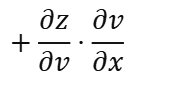 + ∂z/∂v · ∂v/∂x